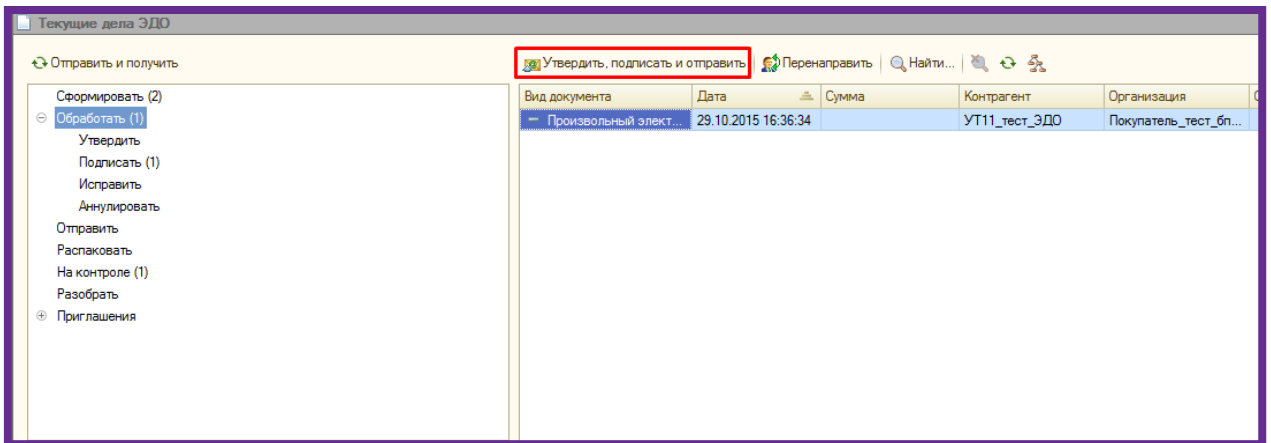 Текущие дела ЭДО
Отправить и получить
Утвердить, подписать и отправить Перенаправить Найти...
Сформировать (2)
Обработать (1)
Утвердить
Подписать (1)
Исправить
Аннулировать
Отправить
Распаковать
На контроле (1)
Разобрать
Приглашения
Вид документа Дата Сумма Контрагент Организация
Произвольный элект... 29.10.2015 16:36:34 УТ11_тест_ЭДО Покупатель_тест_бп...